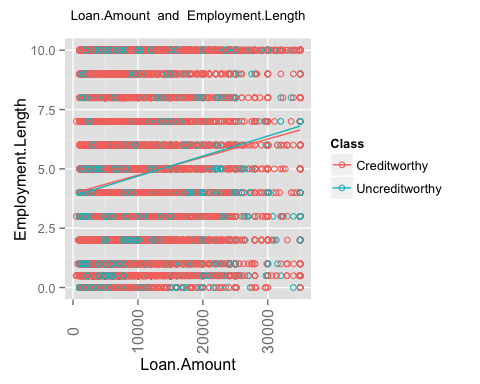 Loan.Amount and Employment.Length
Employment.Length
10.0
7.5
5.0
2.5
0.0
0
10000
20000
30000
Loan.Amount
Class
Creditworthy
Uncreditworthy